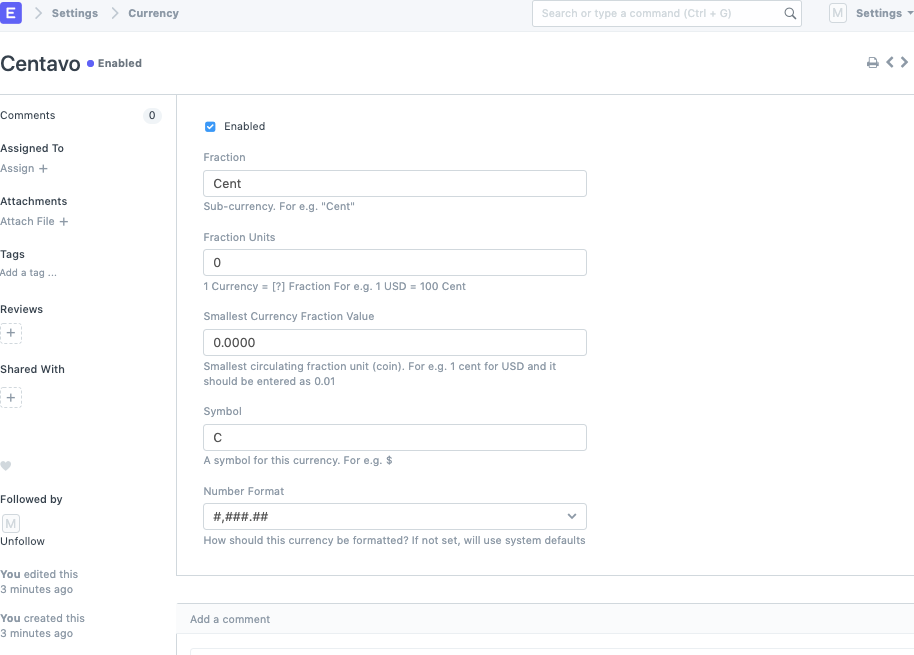 E Settings Currency Search or type a command (Ctrl + G) M Settings
Centavo Enabled
Comments 0
Assigned To
Assign +
Attachments
Attach File +
Tags
Add a tag ...
Reviews
+
Shared With
+
Followed by
M
Unfollow
You edited this
3 minutes ago
You created this
3 minutes ago
Enabled
Fraction
Cent
Sub-currency. For e.g. "Cent"
Fraction Units
0
1 Currency = [?] Fraction For e.g. 1 USD = 100 Cent
Smallest Currency Fraction Value
0.0000
Smallest circulating fraction unit (coin). For e.g. 1 cent for USD and it
should be entered as 0.01
Symbol
C
A symbol for this currency. For e.g. $
Number Format
#,###.##
How should this currency be formatted? If not set, will use system defaults
Add a comment